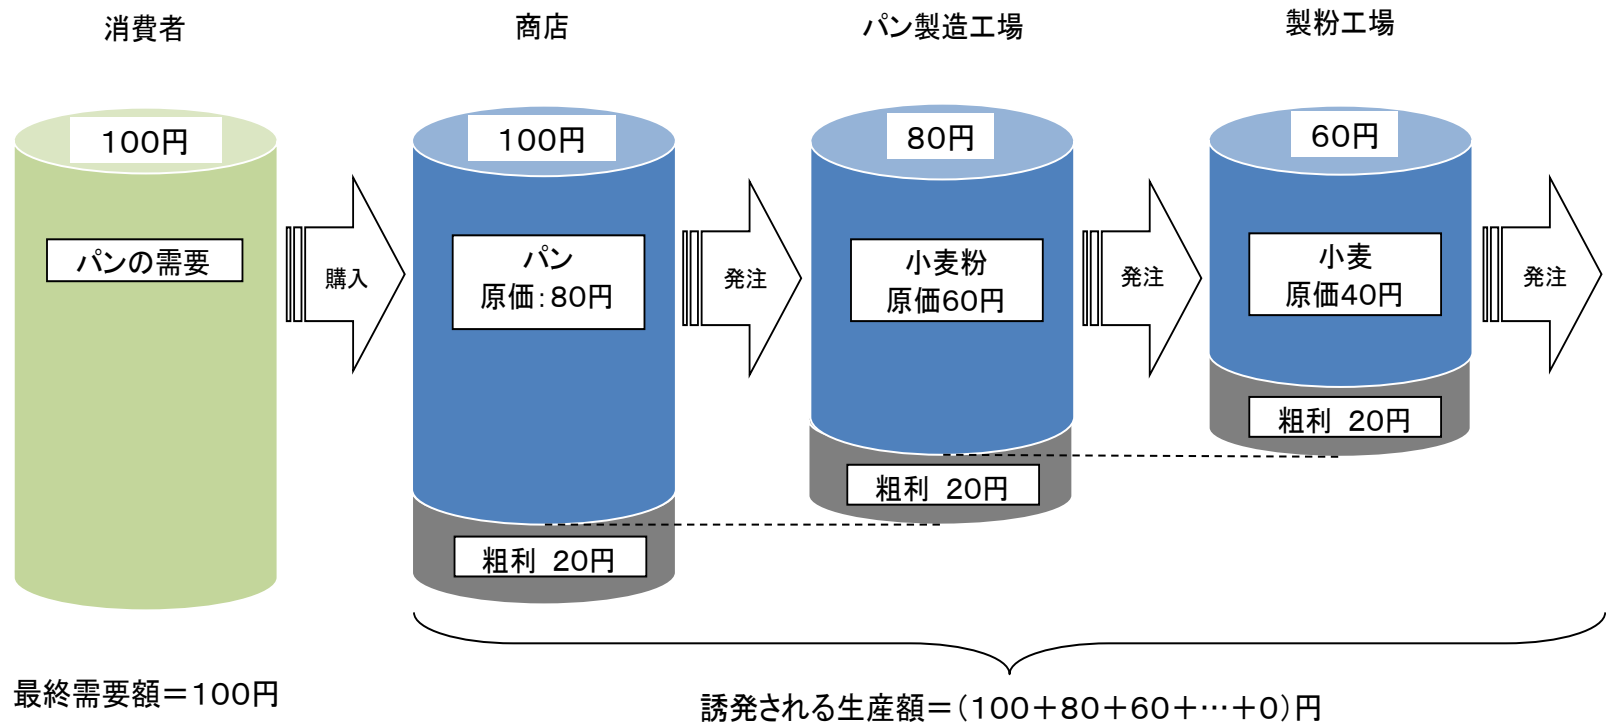 消費者
商店
パン製造工場
製粉工場
100円
100円
80円
60円
パンの需要
購入
パン
原価：80円
発注
小麦粉
原価60円
発注
小麦
原価40円
発注
粗利 20円
粗利 20円
粗利 20円
最終需要額＝100円
誘発される生産額＝（100＋80＋60＋…＋0）円